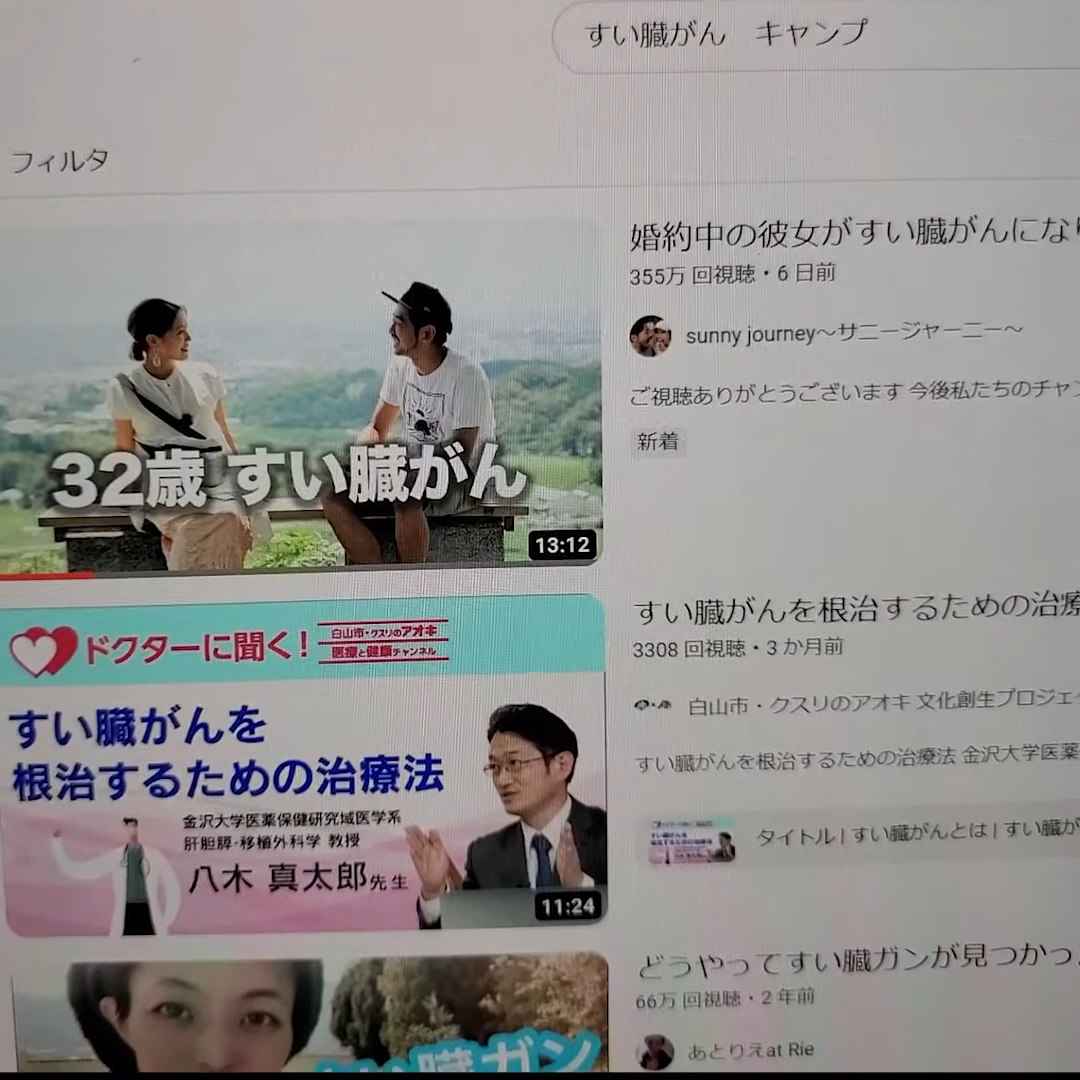 すい臓がん　キャンプ
フィルタ
32歳 すい臓がん
13:12
婚約中の彼女がすい臓がんにな
355万 回視聴・6 日前
sunny journey〜サニージャーニー〜
ご視聴ありがとうございます 今後私たちのチャ
新着
ドクターに聞く!
白山市・クスリのアオキ
医療と健康チャンネル
すい臓がんを
根治するための治療法
金沢大学医薬保健研究域医学系
肝胆膵・移植外科学 教授
八木 真太郎先生
11:24
すい臓がんを根治するための治療
3308 回視聴・3 か月前
白山市・クスリのアオキ 文化創生プロジェ
すい臓がんを根治するための治療法 金沢大学医薬
タイトル | すい臓がんとは | すい臓が
い臓ガン
どうやってすい臓ガンが見つかっ
66万 回視聴・2 年前
あとりえat Rie